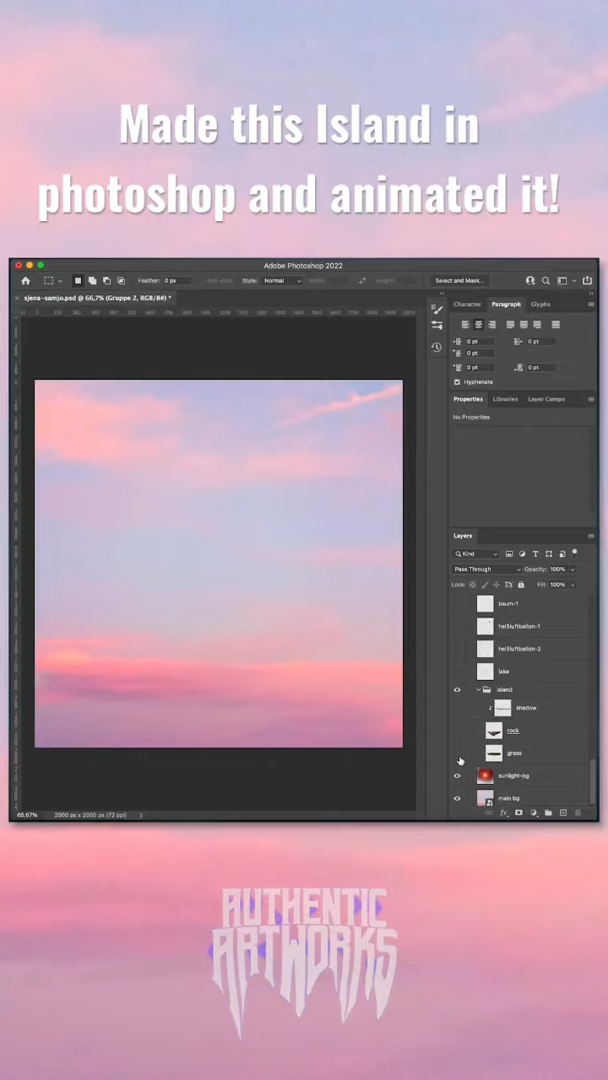 Made this Island in
photoshop and animated it!
Adobe Photoshop 2022
Feather: 0 px
Style: Normal
Select and Mask...
sjena-samjo.psd @ 66,7% (Gruppe 2, RGB/8#) *
Character Paragraph Glyphs
0 pt 0 pt
0 pt
0 pt 0 pt
Hyphenate
Properties Libraries Layer Comps
No Properties
Layers
Kind
Pass Through Opacity: 100%
Lock: Fill: 100%
baum-1
heißluftballon-1
heißluftballon-2
lake
island
shadow
rock
grass
sunlight-bg
main bg
66,67% 2000 px x 2000 px (72 ppi)
AUTHENTIC
ARTWORKS